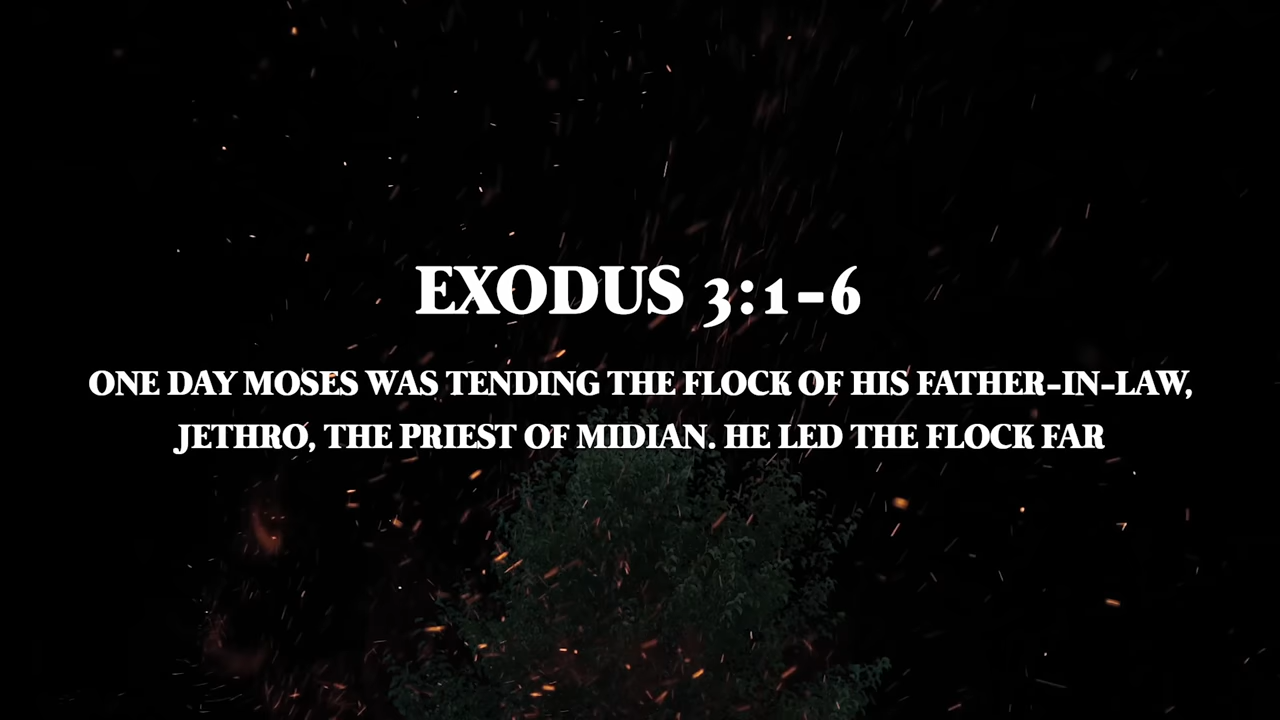 EXODUS 3:1-6
ONE DAY MOSES WAS TENDING THE FLOCK OF HIS FATHER-IN-LAW,
JETHRO, THE PRIEST OF MIDIAN. HE LED THE FLOCK FAR